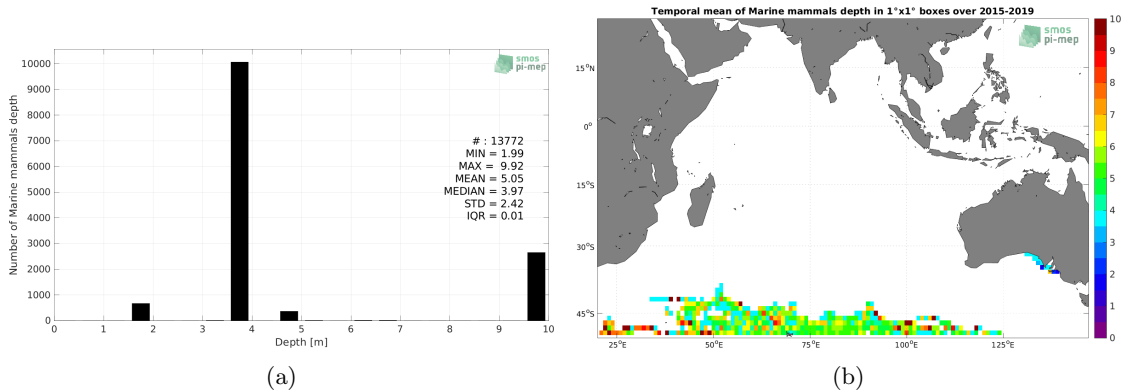 smos
pi-mep
Number of Marine mammals depth
10000
9000
8000
7000
6000
5000
4000
3000
2000
1000
0
# : 13772
MIN = 1.99
MAX = 9.92
MEAN = 5.05
MEDIAN = 3.97
STD = 2.42
IQR = 0.01
0 1 2 3 4 5 6 7 8 9 10
Depth [m]
(a)
Temporal mean of Marine mammals depth in 1°x1° boxes over 2015-2019
smos
pi-mep
15°N
0°
15°S
30°S
45°S
25°E 50°E 75°E 100°E 125°E
10
9
8
7
6
5
4
3
2
1
0
(b)